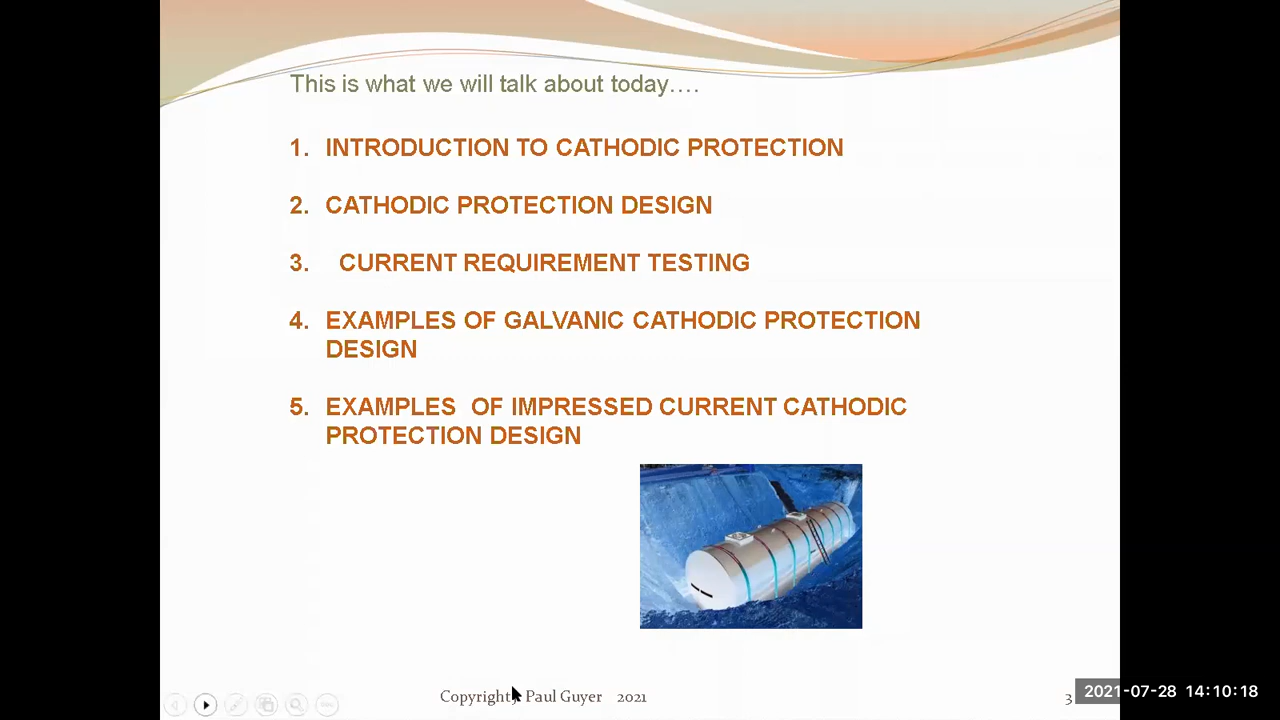 This is what we will talk about today….
1. INTRODUCTION TO CATHODIC PROTECTION
2. CATHODIC PROTECTION DESIGN
3. CURRENT REQUIREMENT TESTING
4. EXAMPLES OF GALVANIC CATHODIC PROTECTION
DESIGN
5. EXAMPLES OF IMPRESSED CURRENT CATHODIC
PROTECTION DESIGN
Copyright Paul Guyer 2021
3
2021-07-28 14:10:18